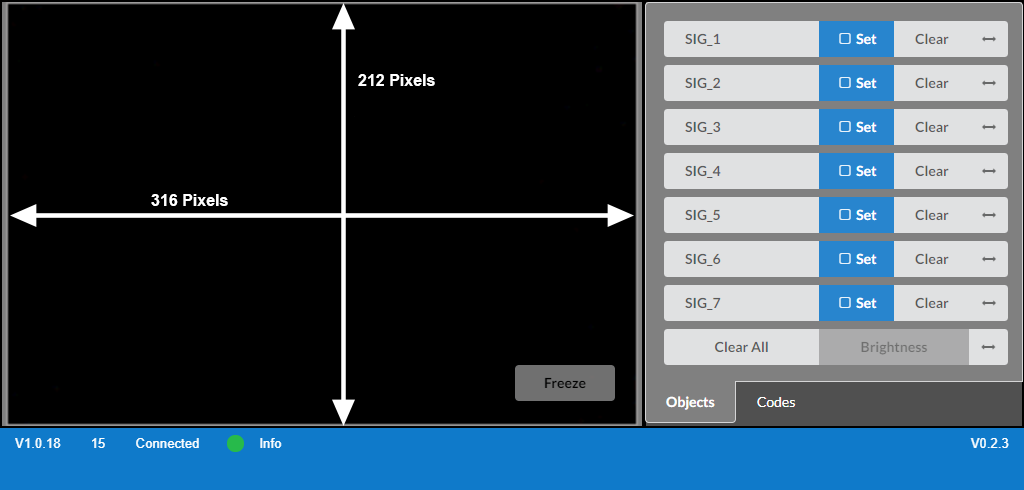 212 Pixels
316 Pixels
Freeze
SIG_1 Set Clear
SIG_2 Set Clear
SIG_3 Set Clear
SIG_4 Set Clear
SIG_5 Set Clear
SIG_6 Set Clear
SIG_7 Set Clear
Clear All Brightness
Objects Codes
V1.0.18 15 Connected Info V0.2.3